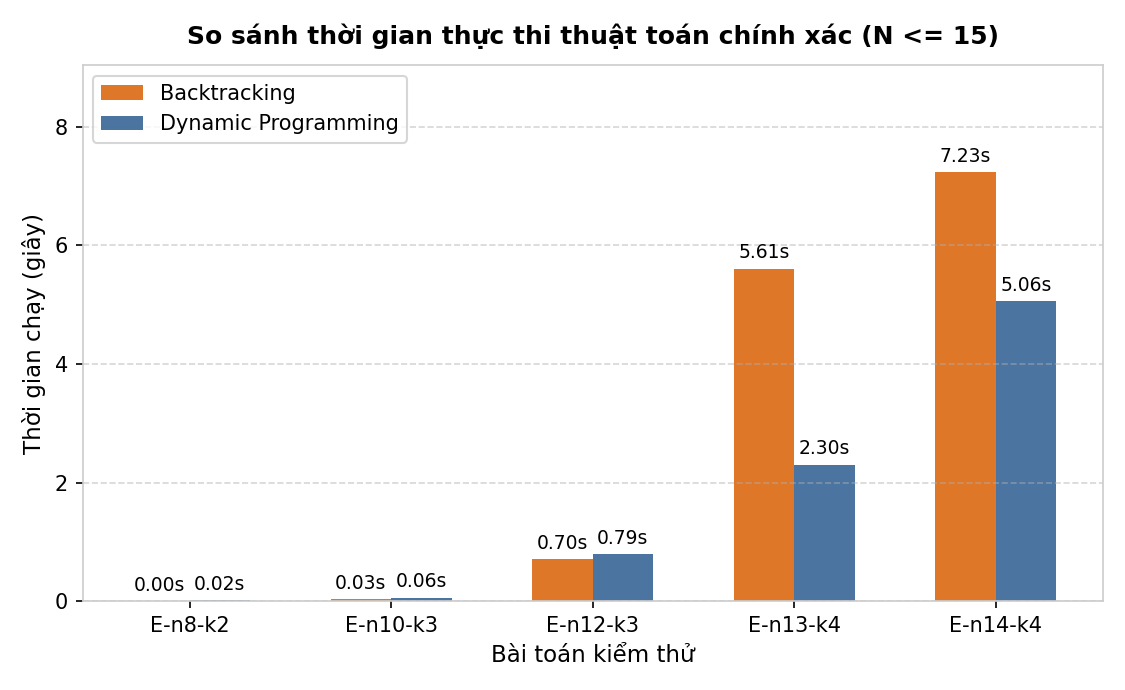 So sánh thời gian thực thi thuật toán chính xác (N <= 15)
Backtracking
Dynamic Programming
Thời gian chạy (giây)
8
6
4
2
0
0.00s 0.02s
0.03s 0.06s
0.70s 0.79s
5.61s
2.30s
7.23s
5.06s
E-n8-k2 E-n10-k3 E-n12-k3 E-n13-k4 E-n14-k4
Bài toán kiểm thử